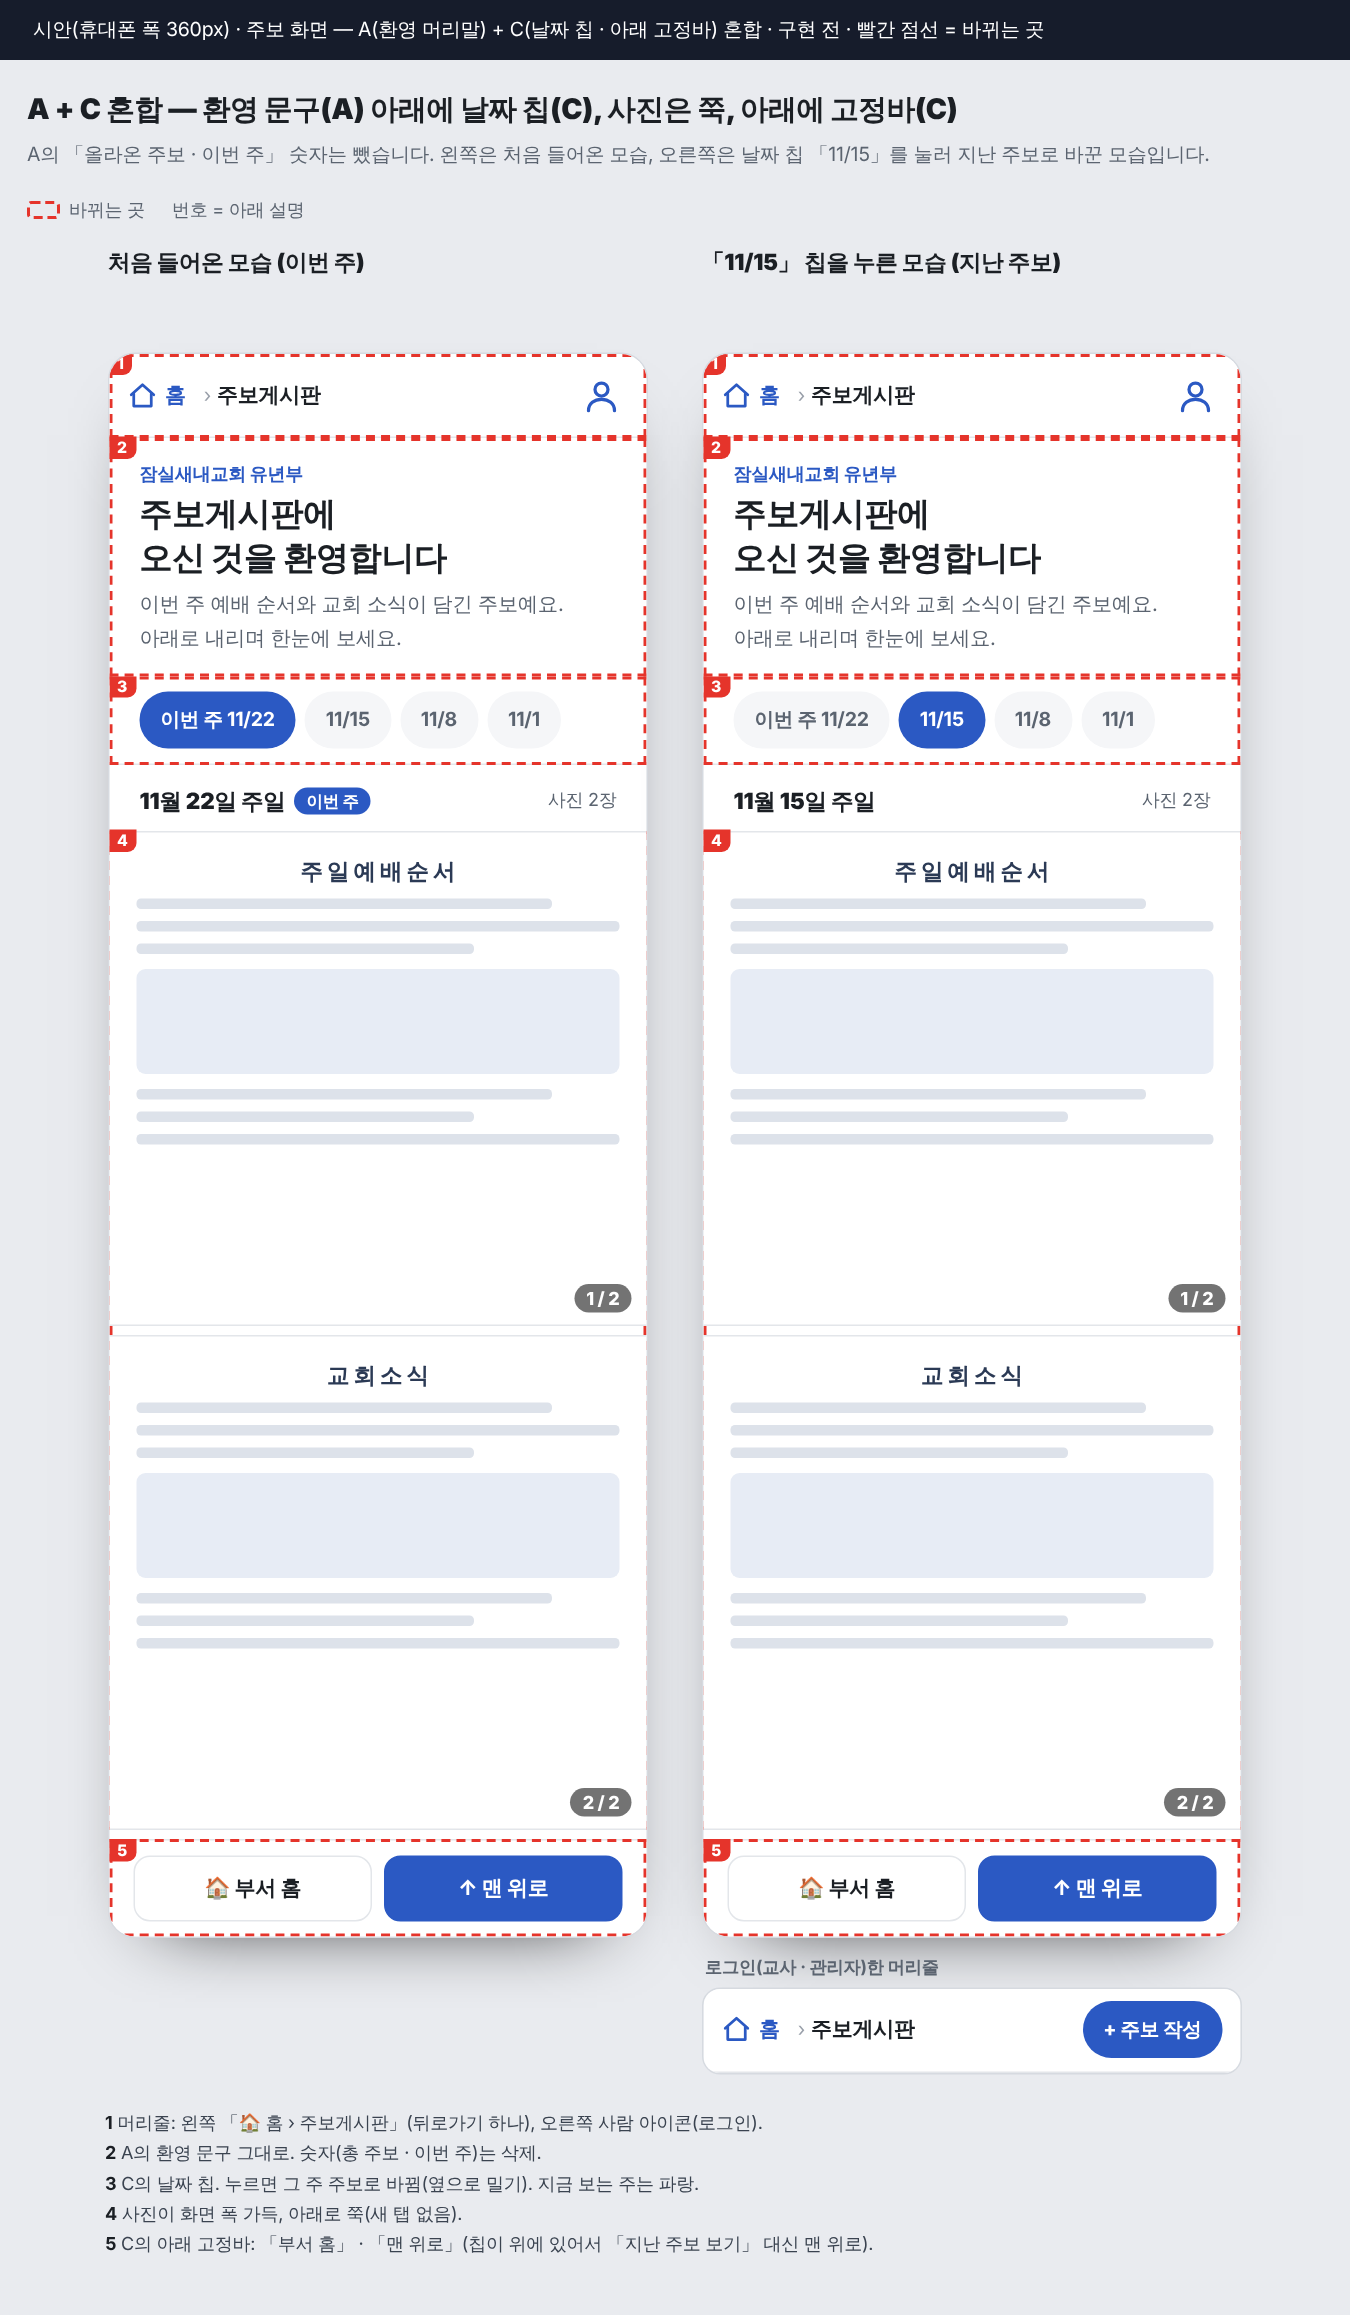 시안(휴대폰 폭 360px) · 주보 화면 — A(환영 머리말) + C(날짜 칩 · 아래 고정바) 혼합 · 구현 전 · 빨간 점선 = 바뀌는 곳
A + C 혼합 — 환영 문구(A) 아래에 날짜 칩(C), 사진은 쭉, 아래에 고정바(C)
A의 「올라온 주보 · 이번 주」 숫자는 뺐습니다. 왼쪽은 처음 들어온 모습, 오른쪽은 날짜 칩 「11/15」를 눌러 지난 주보로 바꾼 모습입니다.
바뀌는 곳 번호 = 아래 설명
처음 들어온 모습 (이번 주)
1
홈 › 주보게시판
2
잠실새내교회 유년부
주보게시판에
오신 것을 환영합니다
이번 주 예배 순서와 교회 소식이 담긴 주보예요.
아래로 내리며 한눈에 보세요.
3
이번 주 11/22 11/15 11/8 11/1
11월 22일 주일 이번 주 사진 2장
4
주일예배순서
1 / 2
교회소식
2 / 2
5
🏠 부서 홈 ↑ 맨 위로
「11/15」 칩을 누른 모습 (지난 주보)
1
홈 › 주보게시판
2
잠실새내교회 유년부
주보게시판에
오신 것을 환영합니다
이번 주 예배 순서와 교회 소식이 담긴 주보예요.
아래로 내리며 한눈에 보세요.
3
이번 주 11/22 11/15 11/8 11/1
11월 15일 주일 사진 2장
4
주일예배순서
1 / 2
교회소식
2 / 2
5
🏠 부서 홈 ↑ 맨 위로
로그인(교사 · 관리자)한 머리줄
홈 › 주보게시판 + 주보 작성
1 머리줄: 왼쪽 「🏠 홈 › 주보게시판」(뒤로가기 하나), 오른쪽 사람 아이콘(로그인).
2 A의 환영 문구 그대로. 숫자(총 주보 · 이번 주)는 삭제.
3 C의 날짜 칩. 누르면 그 주 주보로 바뀜(옆으로 밀기). 지금 보는 주는 파랑.
4 사진이 화면 폭 가득, 아래로 쭉(새 탭 없음).
5 C의 아래 고정바: 「부서 홈」 · 「맨 위로」(칩이 위에 있어서 「지난 주보 보기」 대신 맨 위로).